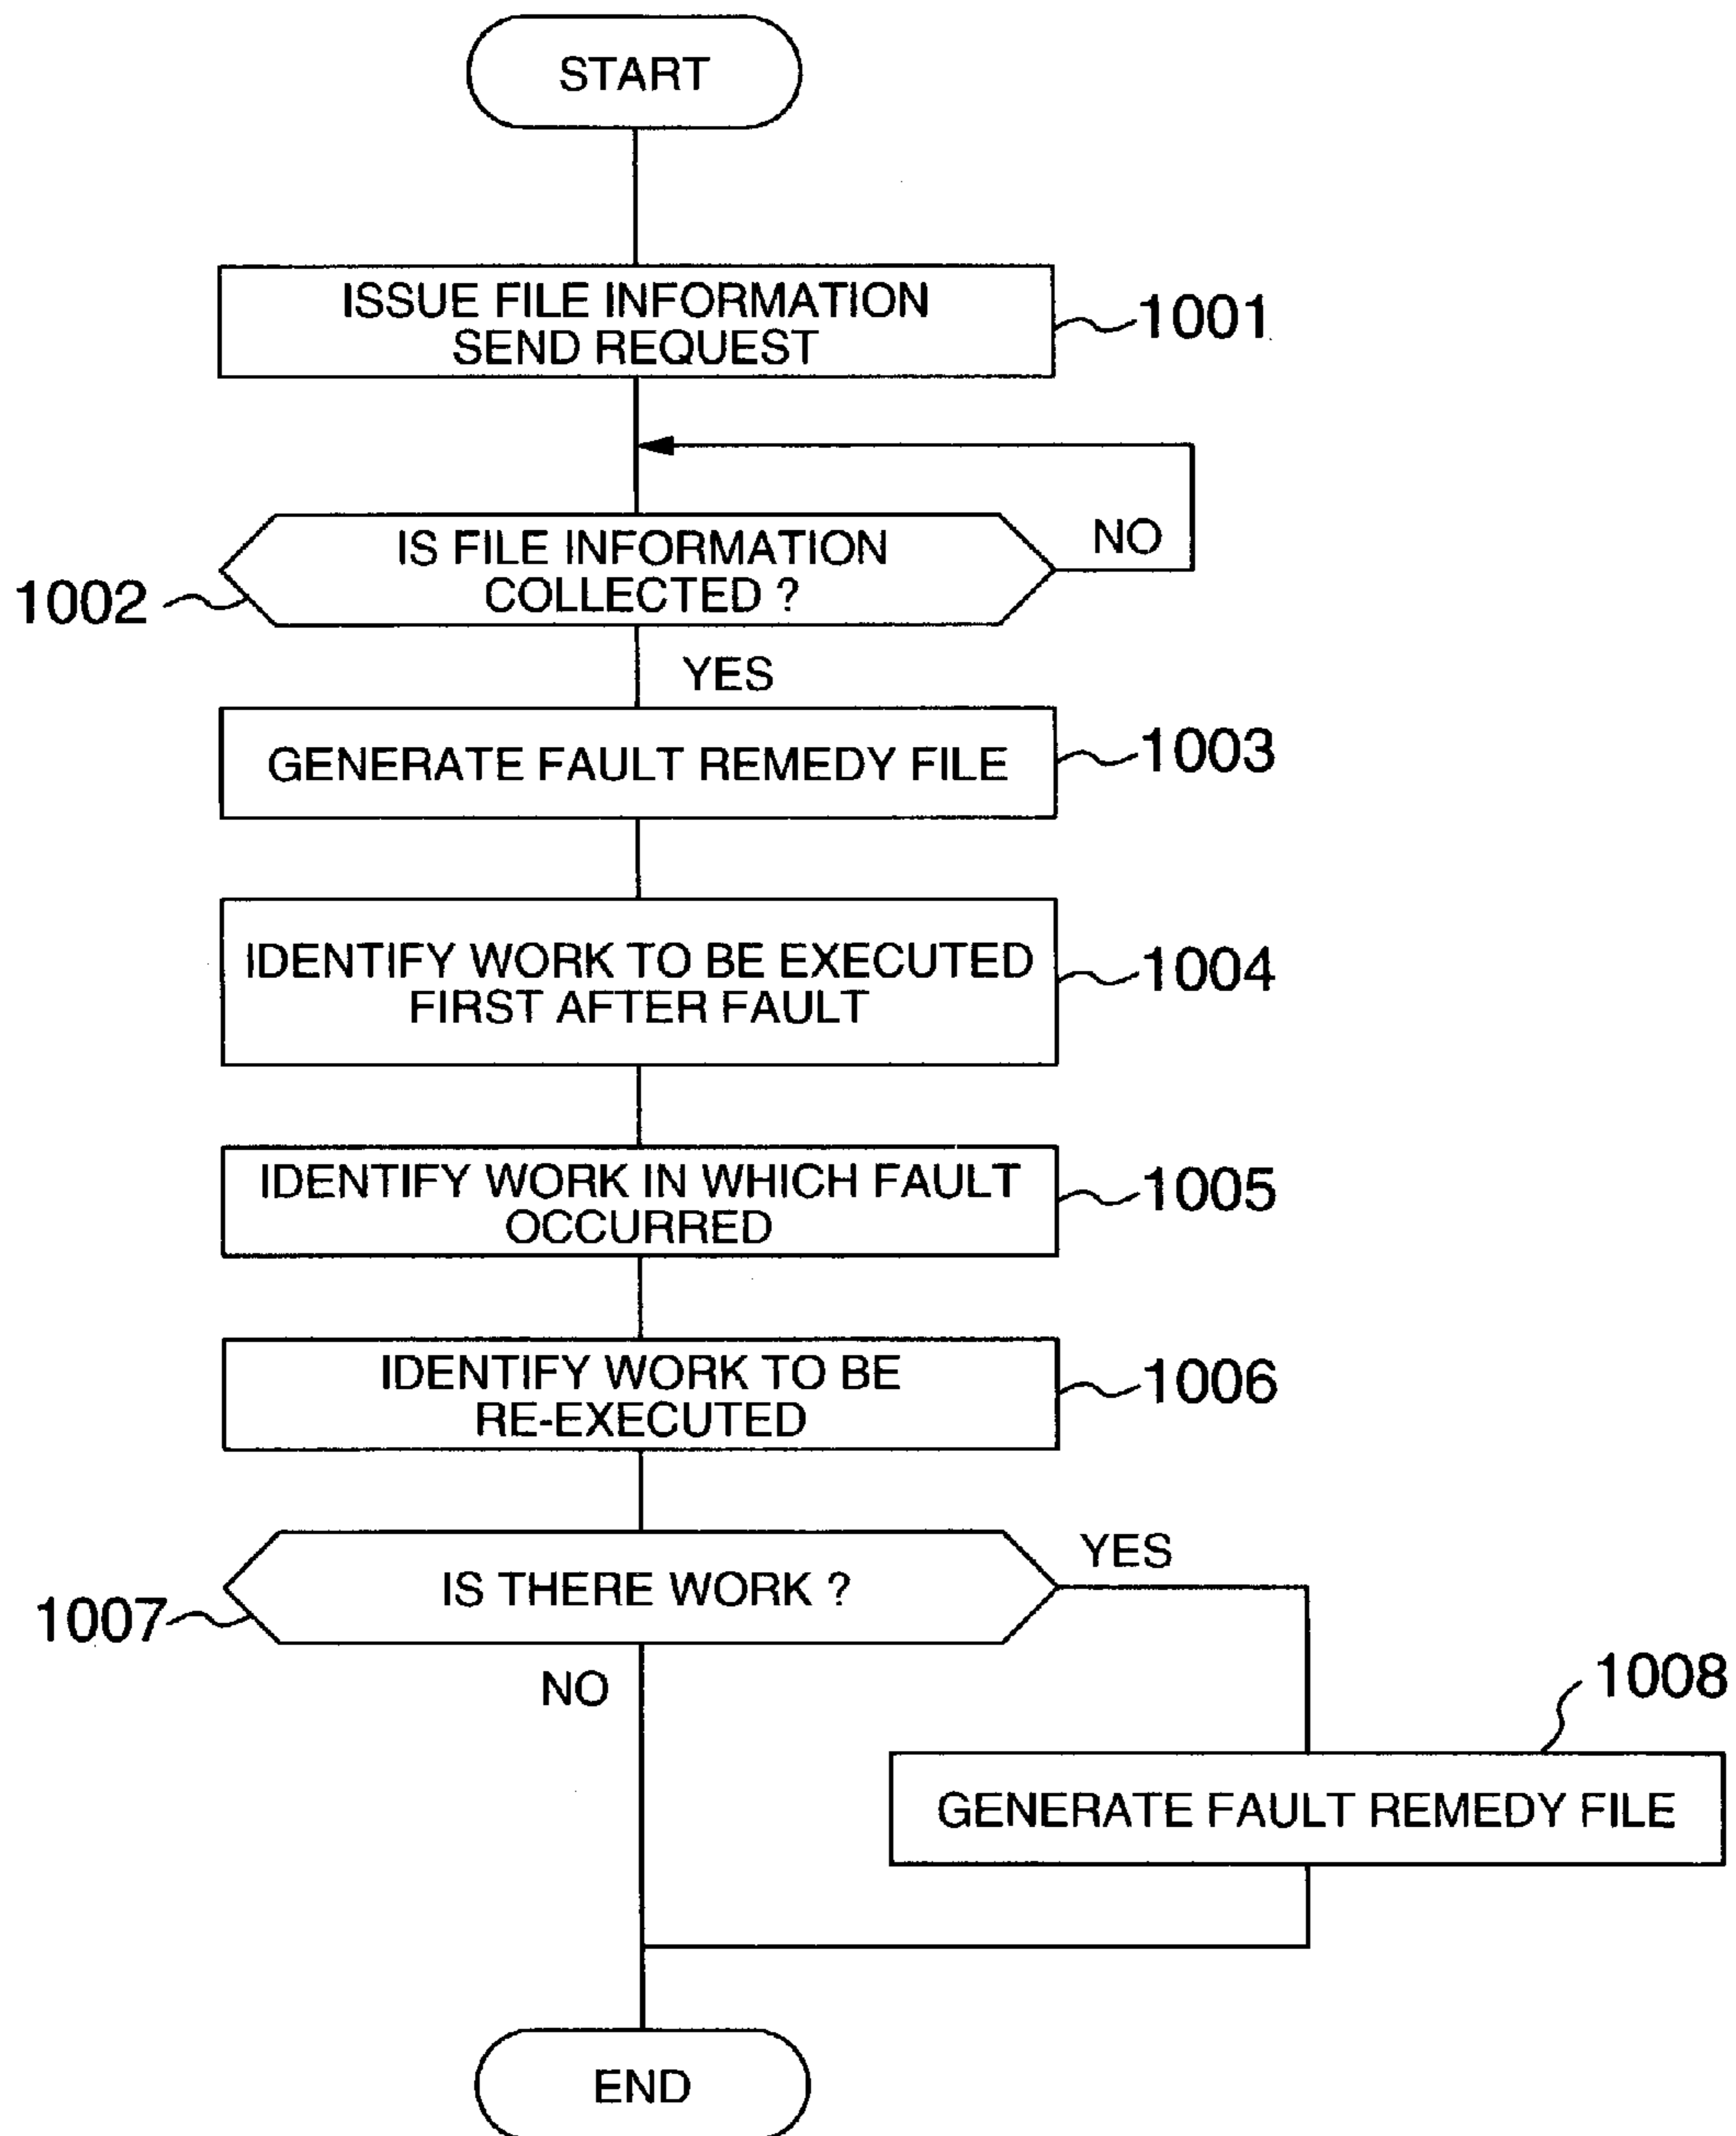 START
ISSUE FILE INFORMATION
SEND REQUEST
1001
NO
IS FILE INFORMATION
COLLECTED ?
1002
YES
GENERATE FAULT REMEDY FILE
1003
IDENTIFY WORK TO BE EXECUTED
FIRST AFTER FAULT
1004
IDENTIFY WORK IN WHICH FAULT
OCCURRED
1005
IDENTIFY WORK TO BE
RE-EXECUTED
1006
YES
IS THERE WORK ?
1007
NO
1008
GENERATE FAULT REMEDY FILE
END